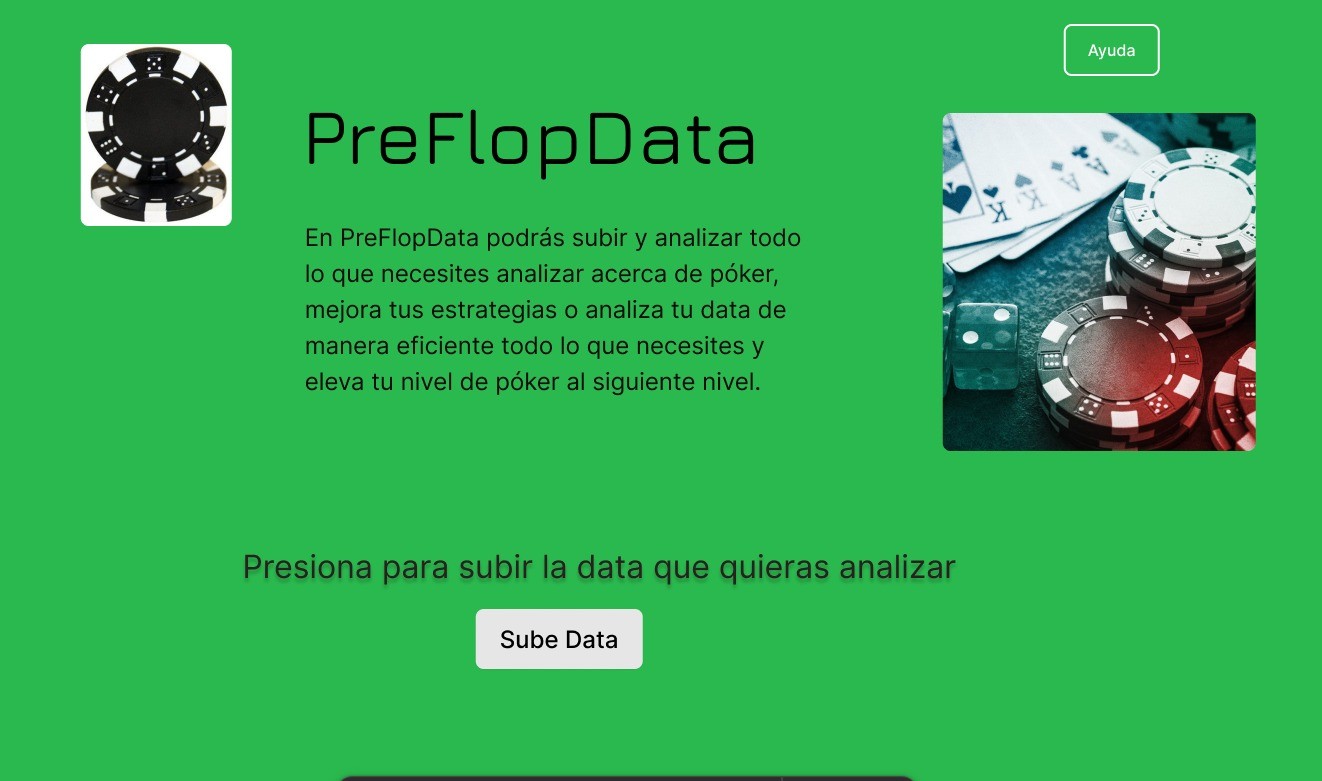 Ayuda
PreFlopData
En PreFlopData podrás subir y analizar todo
lo que necesites analizar acerca de póker,
mejora tus estrategias o analiza tu data de
manera eficiente todo lo que necesites y
eleva tu nivel de póker al siguiente nivel.
K
K
A
A
Presiona para subir la data que quieras analizar
Sube Data